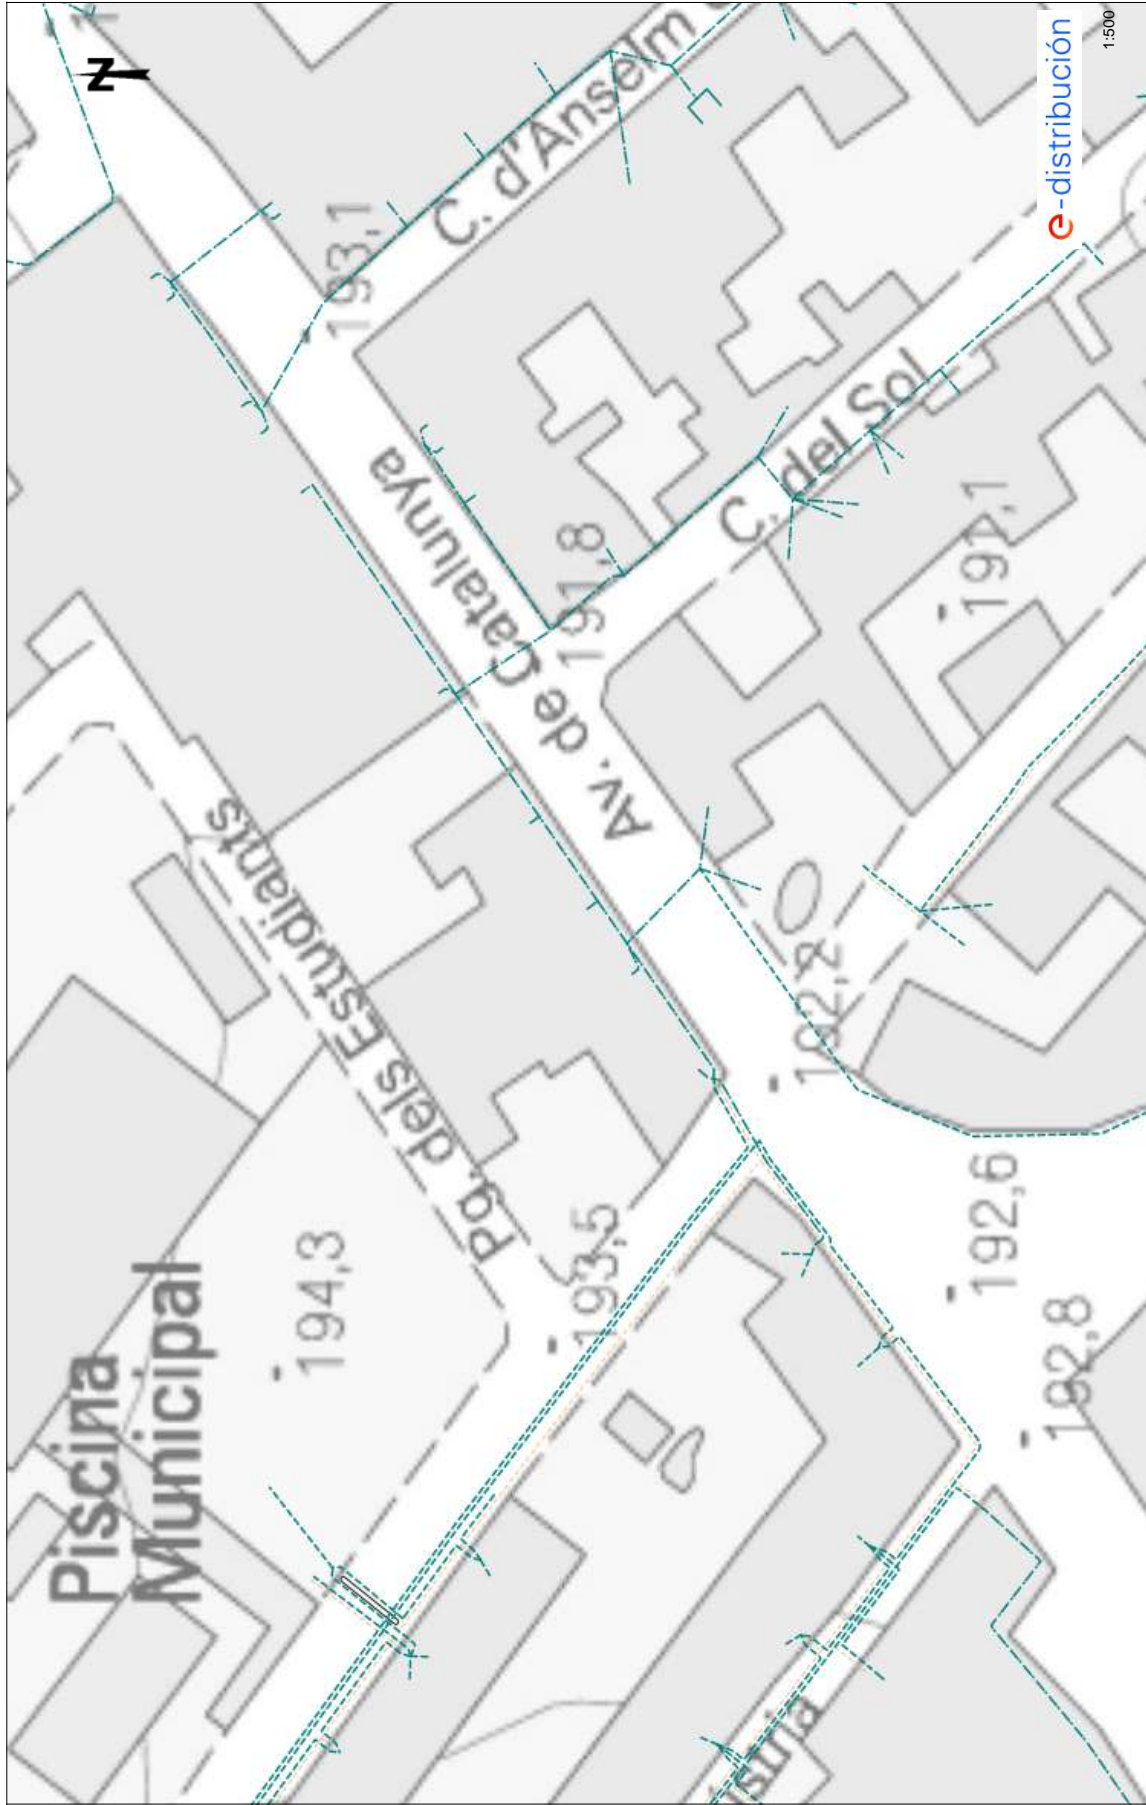 Piscina
Municipal
194,3
Pg. dels Estudiants
193,5
Av. de Catalunya
193,1
C. d'Anselm
191,8
C. del Sol
191,1
192,2
192,6
192,8
N
e-distribución
1:500